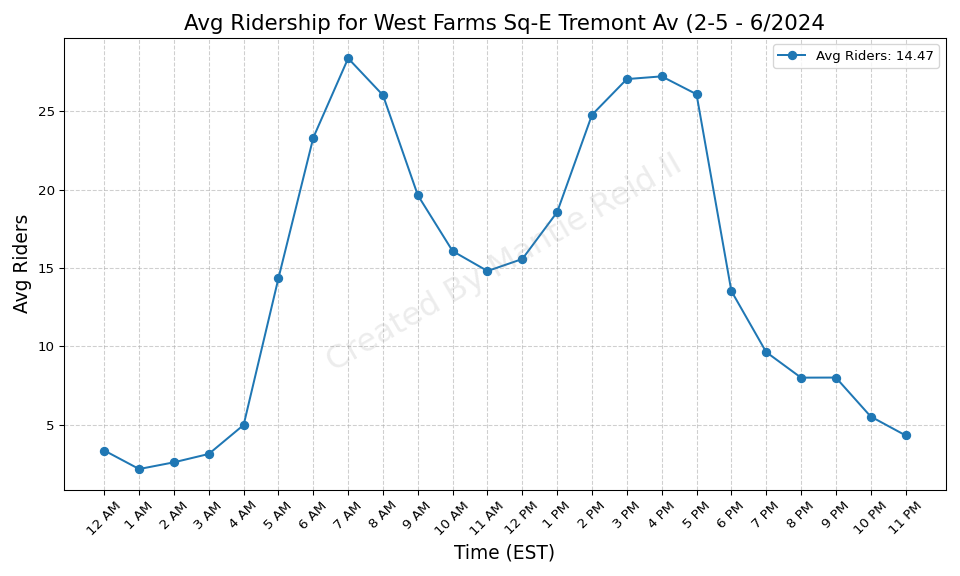 Avg Ridership for West Farms Sq-E Tremont Av (2-5 - 6/2024
Avg Riders: 14.47
Avg Riders
25
20
15
10
5
Created By Mantie Reid II
12 AM 1 AM 2 AM 3 AM 4 AM 5 AM 6 AM 7 AM 8 AM 9 AM 10 AM 11 AM 12 PM 1 PM 2 PM 3 PM 4 PM 5 PM 6 PM 7 PM 8 PM 9 PM 10 PM 11 PM
Time (EST)